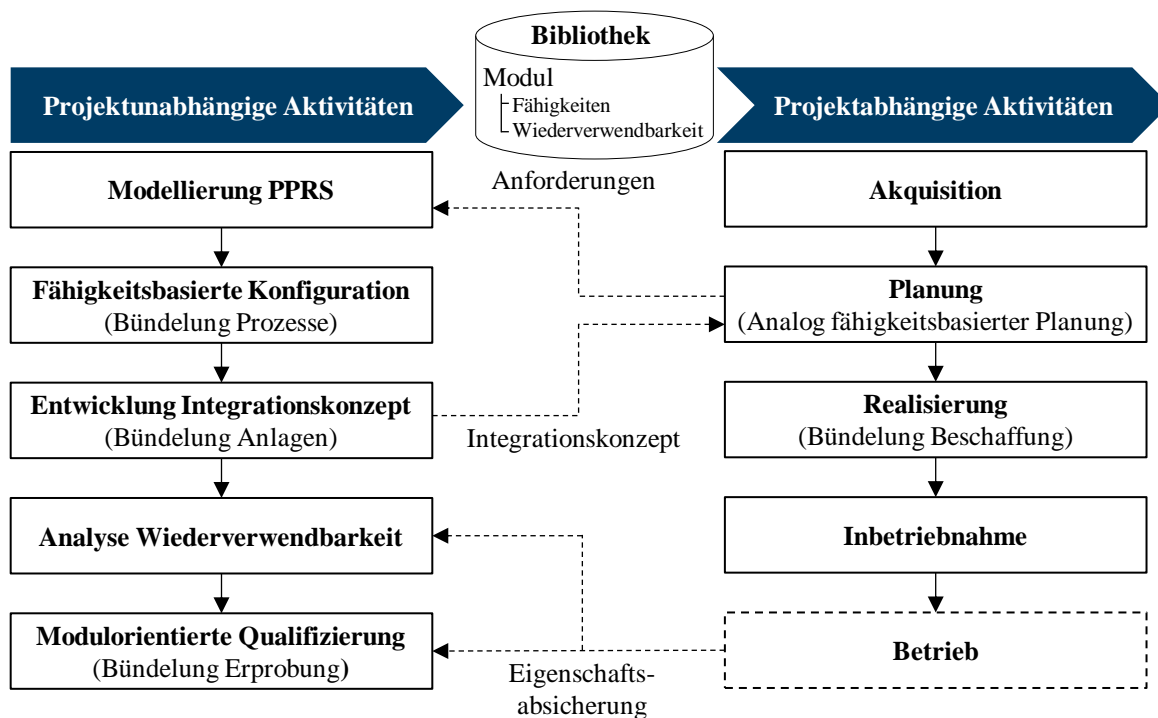 Bibliothek
Modul
Fähigkeiten
Wiederverwendbarkeit
Projektunabhängige Aktivitäten
Projektabhängige Aktivitäten
Modellierung PPRS
Fähigkeitsbasierte Konfiguration
(Bündelung Prozesse)
Entwicklung Integrationskonzept
(Bündelung Anlagen)
Analyse Wiederverwendbarkeit
Modulorientierte Qualifizierung
(Bündelung Erprobung)
Anforderungen
Integrationskonzept
Eigenschafts-
absicherung
Akquisition
Planung
(Analog fähigkeitsbasierter Planung)
Realisierung
(Bündelung Beschaffung)
Inbetriebnahme
Betrieb